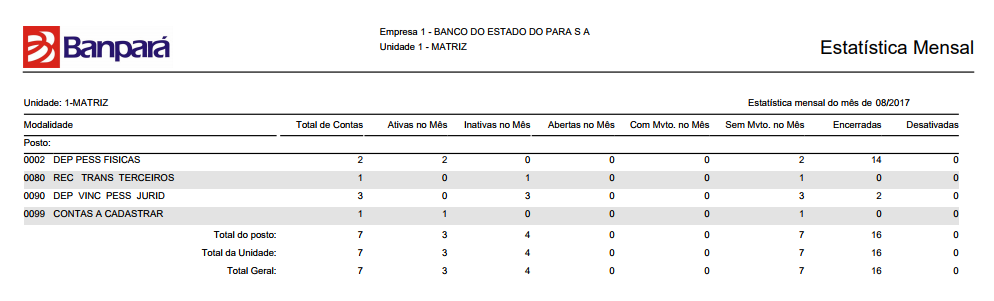 Banpará
Empresa 1 - BANCO DO ESTADO DO PARA S A
Unidade 1 - MATRIZ
Estatística Mensal
Unidade: 1-MATRIZ Estatística mensal do mês de 08/2017
Modalidade Total de Contas Ativas no Mês Inativas no Mês Abertas no Mês Com Mvto. no Mês Sem Mvto. no Mês Encerradas Desativadas
Posto:
0002 DEP PESS FISICAS 2 2 0 0 0 2 14 0
0080 REC TRANS TERCEIROS 1 0 1 0 0 1 0 0
0090 DEP VINC PESS JURID 3 0 3 0 0 3 2 0
0099 CONTAS A CADASTRAR 1 1 0 0 0 1 0 0
Total do posto: 7 3 4 0 0 7 16 0
Total da Unidade: 7 3 4 0 0 7 16 0
Total Geral: 7 3 4 0 0 7 16 0